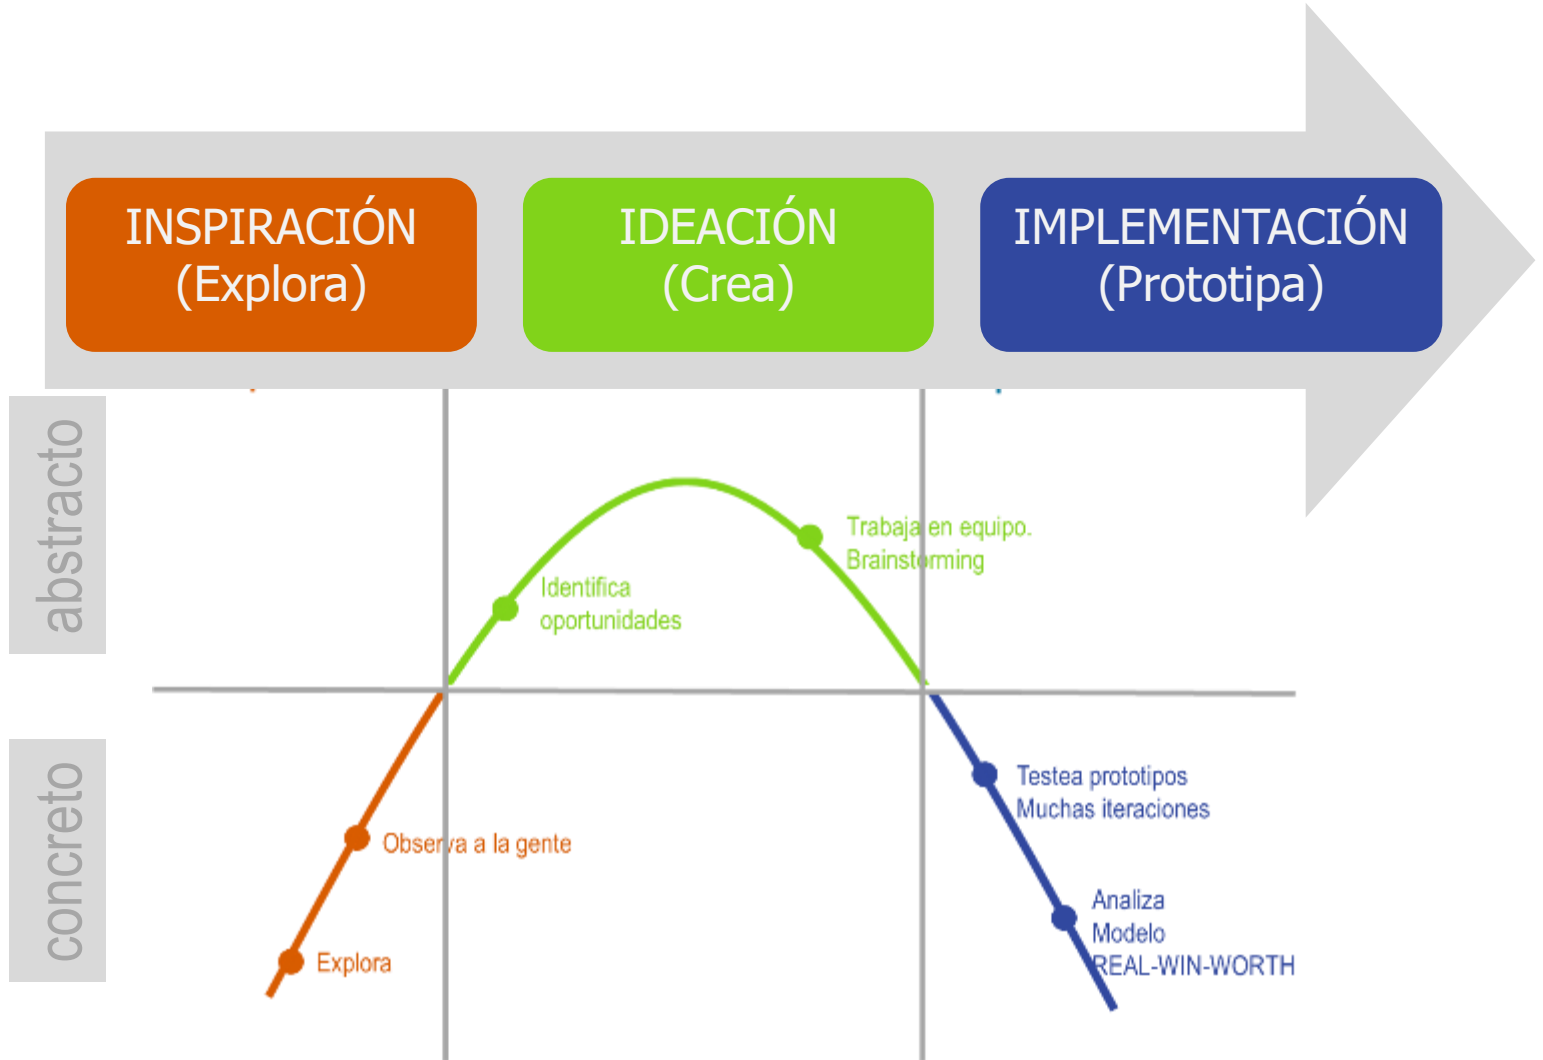 INSPIRACIÓN
(Explora)
IDEACIÓN
(Crea)
IMPLEMENTACIÓN
(Prototipa)
abstracto
Trabaja en equipo.
Brainstorming
Identifica
oportunidades
concreto
Testea prototipos
Muchas iteraciones
Observa a la gente
Analiza
Modelo
REAL-WIN-WORTH
Explora